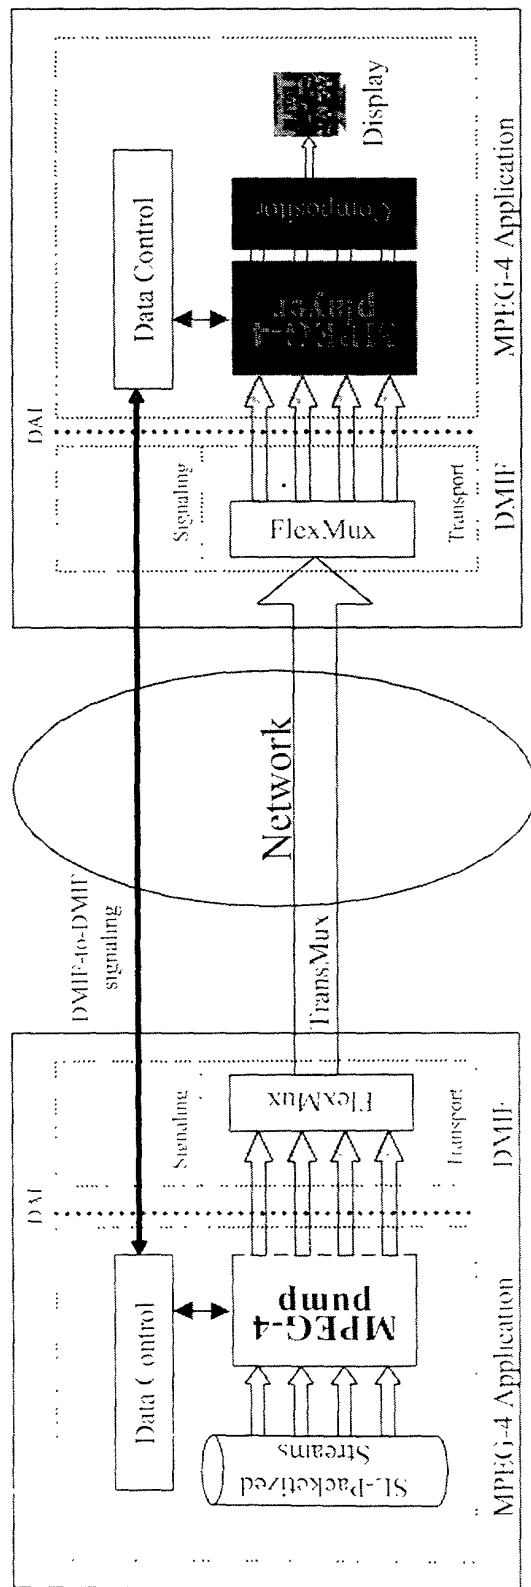 Data Control
SL-Packetized
Streams
MPEG-4
pump
MPEG-4 Application
DAI
Signaling
FlexMux
Transport
DMIF
DMIF-to-DMIF
signaling
Network
TransMux
DAI
Signaling
FlexMux
Transport
DMIF
Data Control
MPEG-4
player
Compositor
Display
MPEG-4 Application